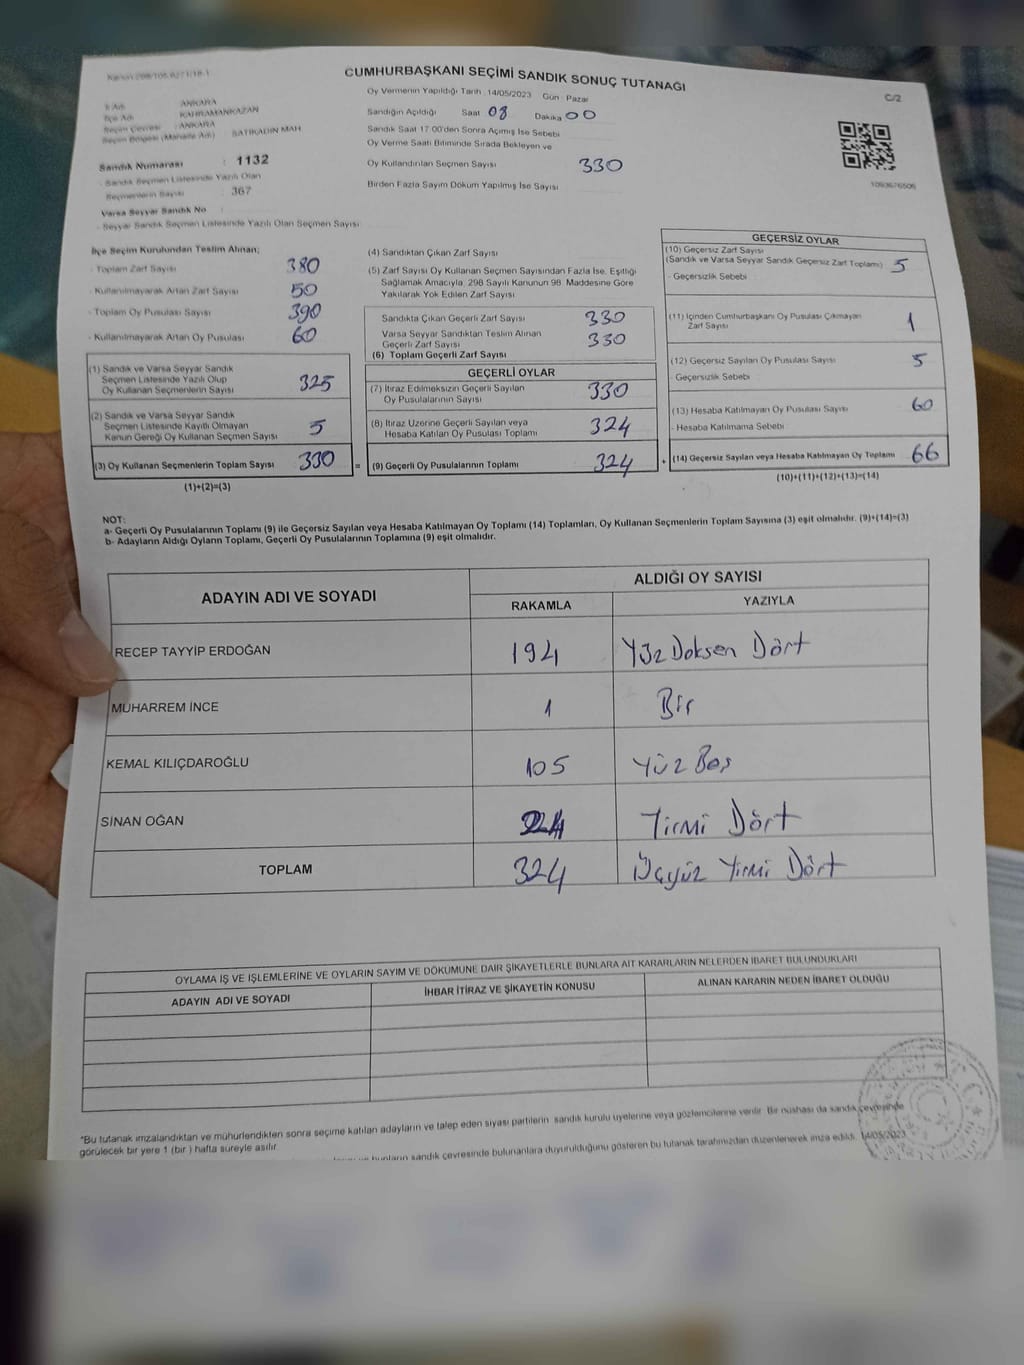 CUMHURBAŞKANI SEÇİMİ SANDIK SONUÇ TUTANAĞI
C/2
Oy Vermenin Yapıldığı Tarih : 14/05/2023 Gün : Pazar
İl Adı : ANKARA
İlçe Adı : KAHRAMANKAZAN
Seçim Çevresi : ANKARA
Seçim Bölgesi (Mahalle Adı) : SATIKADIN MAH
Sandığın Açıldığı Saat 08 Dakika 00
Sandık Saat 17:00'den Sonra Açılmış İse Sebebi
Oy Verme Saati Bitiminde Sırada Bekleyen ve
Oy Kullandırılan Seçmen Sayısı 330
Birden Fazla Sayım Döküm Yapılmış İse Sayısı
Sandık Numarası : 1132
- Sandık Seçmen Listesinde Yazılı Olan
Seçmenlerin Sayısı : 367
Varsa Seyyar Sandık No :
- Seyyar Sandık Seçmen Listesinde Yazılı Olan Seçmen Sayısı :
1093676505
İlçe Seçim Kurulundan Teslim Alınan;
- Toplam Zarf Sayısı 380
- Kullanılmayarak Artan Zarf Sayısı 50
- Toplam Oy Pusulası Sayısı 390
- Kullanılmayarak Artan Oy Pusulası 60
(1) Sandık ve Varsa Seyyar Sandık
Seçmen Listesinde Yazılı Olup
Oy Kullanan Seçmenlerin Sayısı 325
(2) Sandık ve Varsa Seyyar Sandık
Seçmen Listesinde Kayıtlı Olmayan
Kanun Gereği Oy Kullanan Seçmen Sayısı 5
(3) Oy Kullanan Seçmenlerin Toplam Sayısı 330
(1)+(2)=(3)
(4) Sandıktan Çıkan Zarf Sayısı
(5) Zarf Sayısı Oy Kullanan Seçmen Sayısından Fazla İse, Eşitliği
Sağlamak Amacıyla, 298 Sayılı Kanunun 98. Maddesine Göre
Yakılarak Yok Edilen Zarf Sayısı
Sandıkta Çıkan Geçerli Zarf Sayısı 330
Varsa Seyyar Sandıktan Teslim Alınan
Geçerli Zarf Sayısı 330
(6) Toplam Geçerli Zarf Sayısı
GEÇERLİ OYLAR
(7) İtiraz Edilmeksizin Geçerli Sayılan
Oy Pusulalarının Sayısı 330
(8) İtiraz Üzerine Geçerli Sayılan veya
Hesaba Katılan Oy Pusulası Toplamı 324
= (9) Geçerli Oy Pusulalarının Toplamı 324
GEÇERSİZ OYLAR
(10) Geçersiz Zarf Sayısı
(Sandık ve Varsa Seyyar Sandık Geçersiz Zarf Toplamı) 5
- Geçersizlik Sebebi
(11) İçinden Cumhurbaşkanı Oy Pusulası Çıkmayan
Zarf Sayısı 1
(12) Geçersiz Sayılan Oy Pusulası Sayısı 5
- Geçersizlik Sebebi
(13) Hesaba Katılmayan Oy Pusulası Sayısı 60
- Hesaba Katılmama Sebebi
+ (14) Geçersiz Sayılan veya Hesaba Katılmayan Oy Toplamı 66
(10)+(11)+(12)+(13)=(14)
NOT:
a- Geçerli Oy Pusulalarının Toplamı (9) ile Geçersiz Sayılan veya Hesaba Katılmayan Oy Toplamı (14) Toplamları, Oy Kullanan Seçmenlerin Toplam Sayısına (3) eşit olmalıdır. (9)+(14)=(3)
b- Adayların Aldığı Oyların Toplamı, Geçerli Oy Pusulalarının Toplamına (9) eşit olmalıdır.
ADAYIN ADI VE SOYADI
ALDIĞI OY SAYISI
RAKAMLA YAZIYLA
RECEP TAYYİP ERDOĞAN 194 Yüz Doksen Dört
MUHARREM İNCE 1 Bir
KEMAL KILIÇDAROĞLU 105 Yüz Beş
SİNAN OĞAN 24 Yirmi Dört
TOPLAM 324 Üçyüz Yirmi Dört
OYLAMA İŞ VE İŞLEMLERİNE VE OYLARIN SAYIM VE DÖKÜMÜNE DAİR ŞİKAYETLERLE BUNLARA AİT KARARLARIN NELERDEN İBARET BULUNDUKLARI
ADAYIN ADI VE SOYADI İHBAR İTİRAZ VE ŞİKAYETİN KONUSU ALINAN KARARIN NEDEN İBARET OLDUĞU
*Bu tutanak imzalandıktan ve mühürlendikten sonra seçime katılan adayların ve talep eden siyasi partilerin sandık kurulu üyelerine veya gözlemcilerine verilir. Bir nüshası da sandık çevresinde
görülecek bir yere 1 (bir ) hafta süreyle asılır.
bunların sandık çevresinde bulunanlara duyurulduğunu gösteren bu tutanak tarafımızdan düzenlenerek imza edildi. 14/05/2023